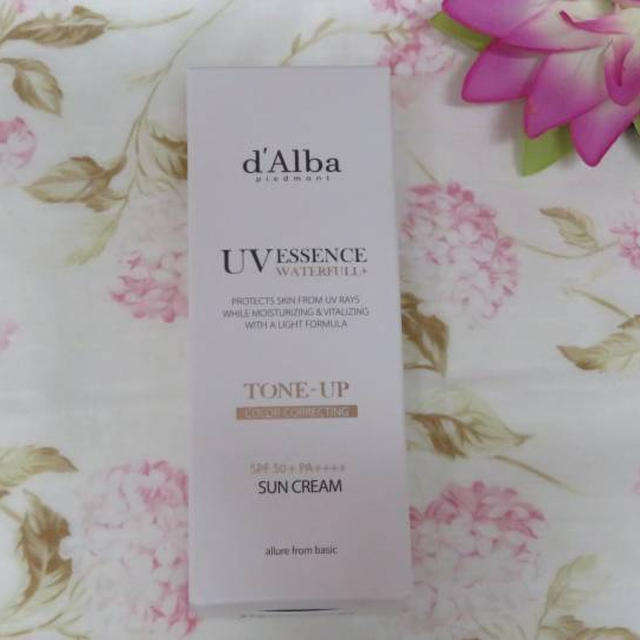 d'Alba
piedmont
UV ESSENCE
WATERFULL+
PROTECTS SKIN FROM UV RAYS
WHILE MOISTURIZING & VITALIZING
WITH A LIGHT FORMULA
TONE-UP
COLOR CORRECTING
SPF 50+ PA++++
SUN CREAM
allure from basic